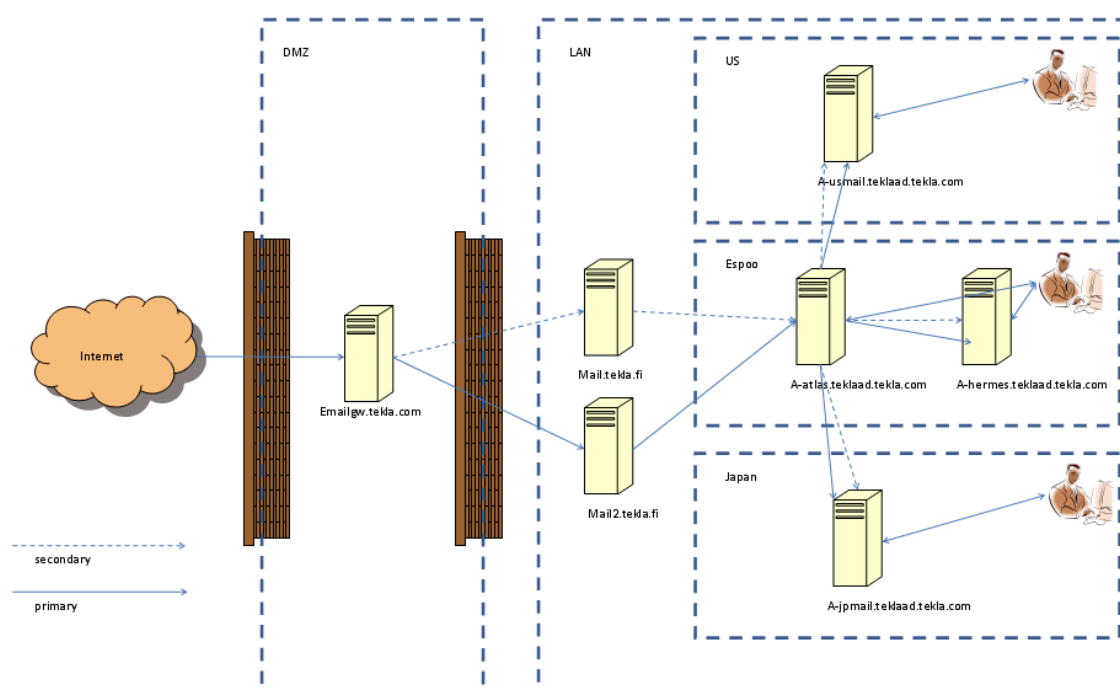 DMZ
LAN
US
A-usmail.teklaad.tekla.com
Espoo
Internet
Emailgw.tekla.com
Mail.tekla.fi
A-atlas.teklaad.tekla.com
A-hermes.teklaad.tekla.com
Mail2.tekla.fi
Japan
A-jpmail.teklaad.tekla.com
secondary
primary